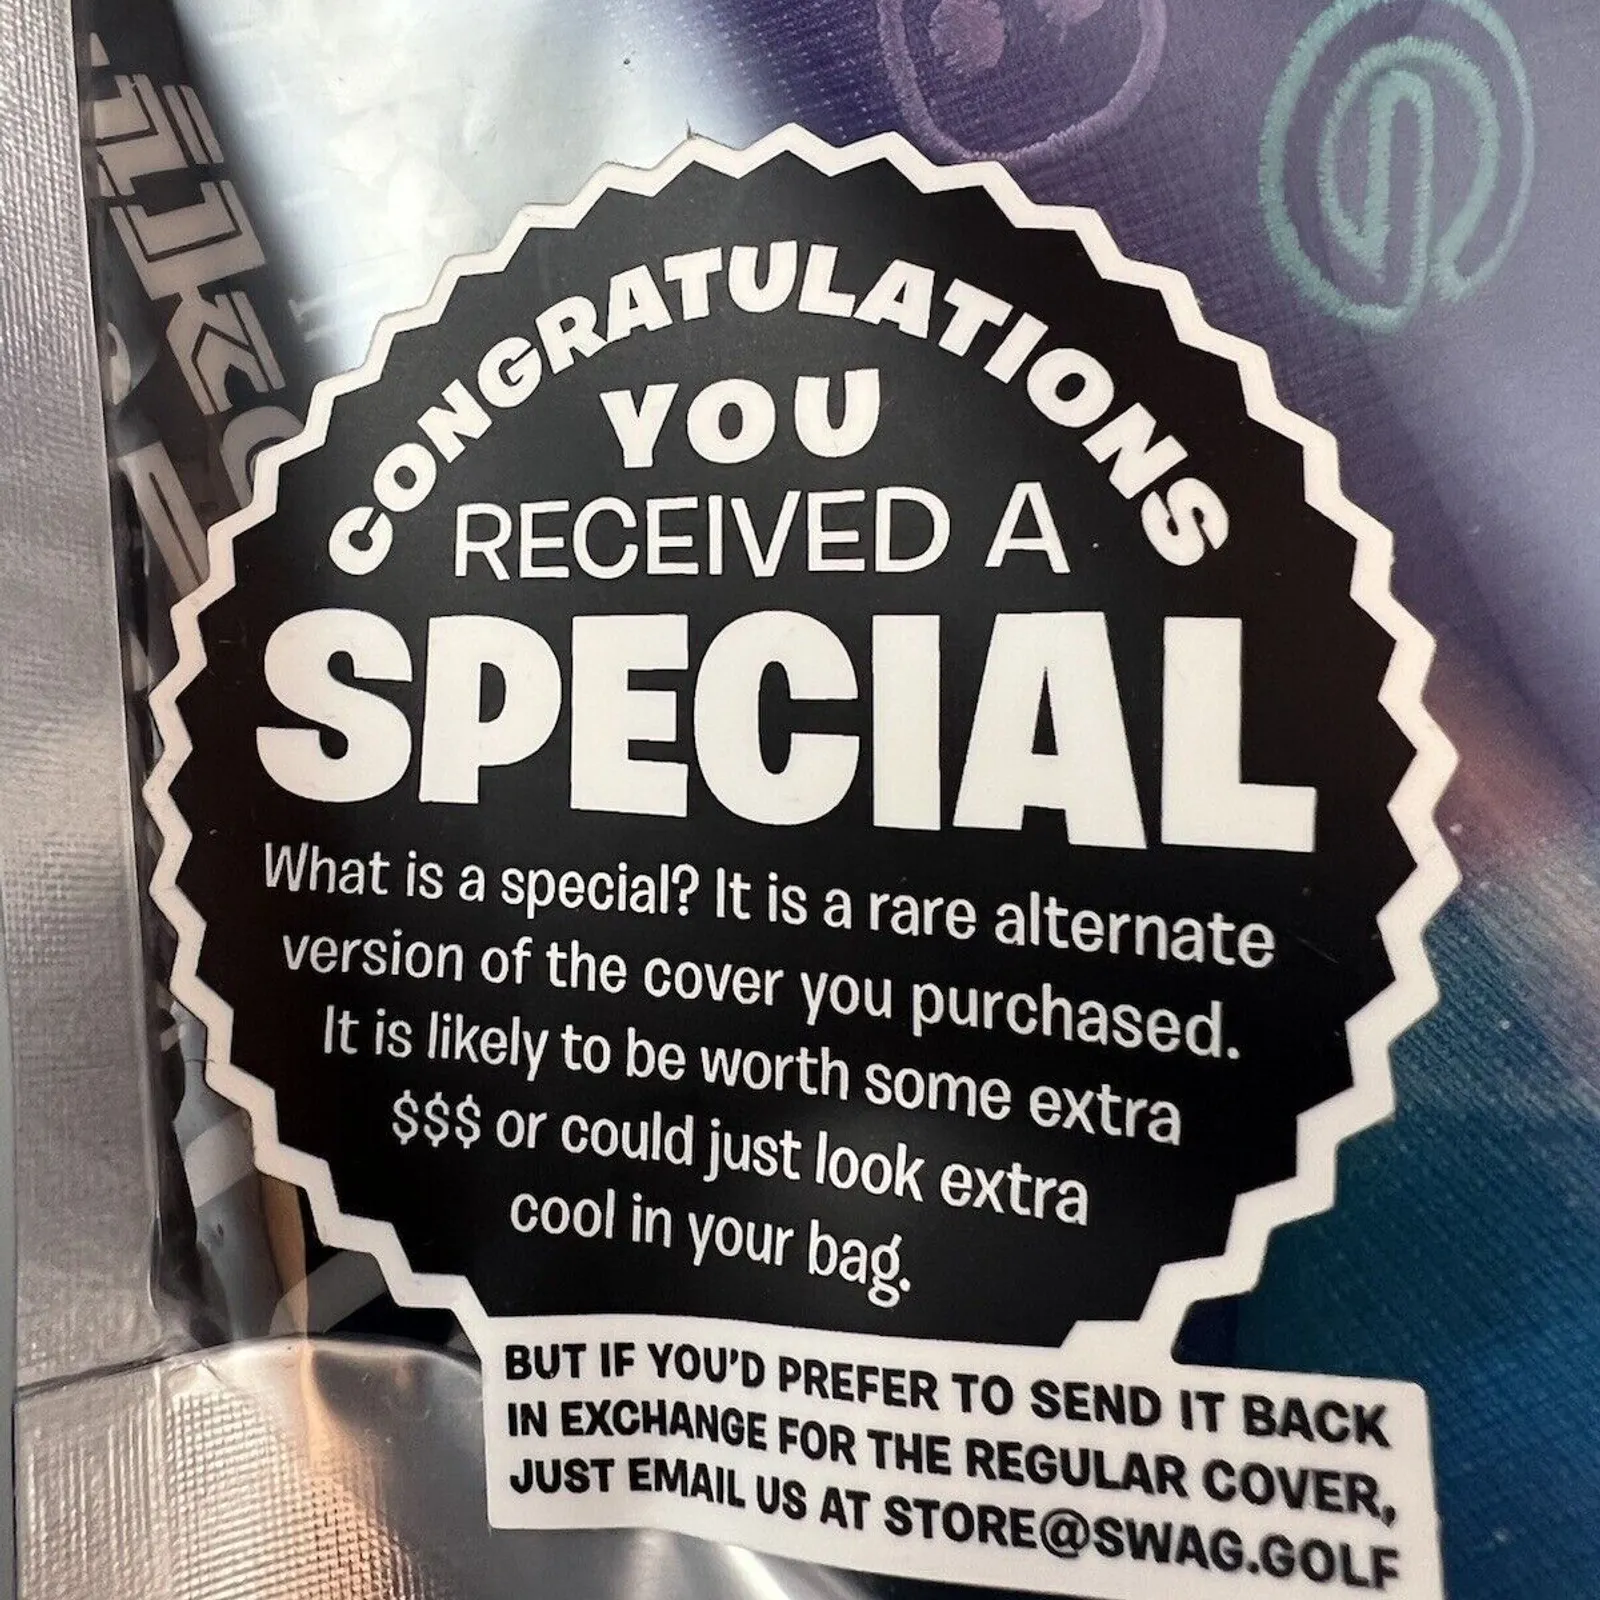 CONGRATULATIONS
YOU
RECEIVED A
SPECIAL
What is a special? It is a rare alternate
version of the cover you purchased.
It is likely to be worth some extra
$$$ or could just look extra
cool in your bag.
BUT IF YOU'D PREFER TO SEND IT BACK
IN EXCHANGE FOR THE REGULAR COVER,
JUST EMAIL US AT STORE@SWAG.GOLF